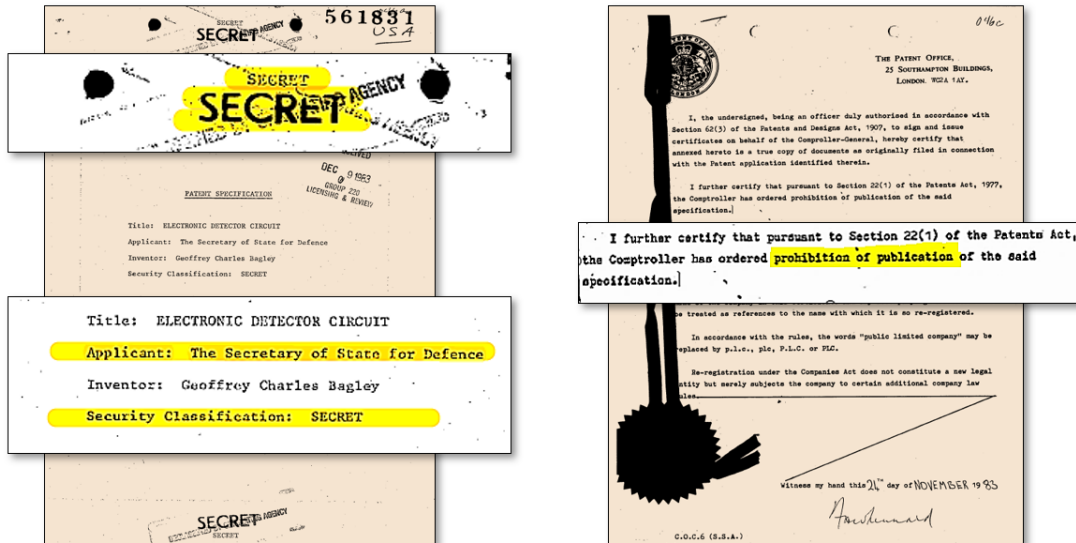 SECRET
SECRET
561831
USA
SECRET
SECRET
AGENCY
DEC 9 1983
GROUP 220
LICENSING & REVIEW
PATENT SPECIFICATION
Title: ELECTRONIC DETECTOR CIRCUIT
Applicant: The Secretary of State for Defence
Inventor: Geoffrey Charles Bagley
Security Classification: SECRET
Title: ELECTRONIC DETECTOR CIRCUIT
Applicant: The Secretary of State for Defence
Inventor: Geoffrey Charles Bagley
Security Classification: SECRET
SECRET
AGENCY
SECRET
THE PATENT OFFICE,
25 SOUTHAMPTON BUILDINGS,
LONDON. WC2A 1AY.
I, the undersigned, being an officer duly authorised in accordance with
Section 62(3) of the Patents and Designs Act, 1907, to sign and issue
certificates on behalf of the Comptroller-General, hereby certify that
annexed hereto is a true copy of documents as originally filed in connection
with the Patent application identified therein.
I further certify that pursuant to Section 22(1) of the Patents Act, 1977,
the Comptroller has ordered prohibition of publication of the said
specification.
I further certify that pursuant to Section 22(1) of the Patents Act,
the Comptroller has ordered prohibition of publication of the said
specification.
be treated as references to the name with which it is so re-registered.
In accordance with the rules, the words "public limited company" may be
replaced by p.l.c., plc, P.L.C. or PLC.
Re-registration under the Companies Act does not constitute a new legal
entity but merely subjects the company to certain additional company law
rules.
Witness my hand this 24th day of NOVEMBER 1983
C.O.C.6 (S.S.A.)